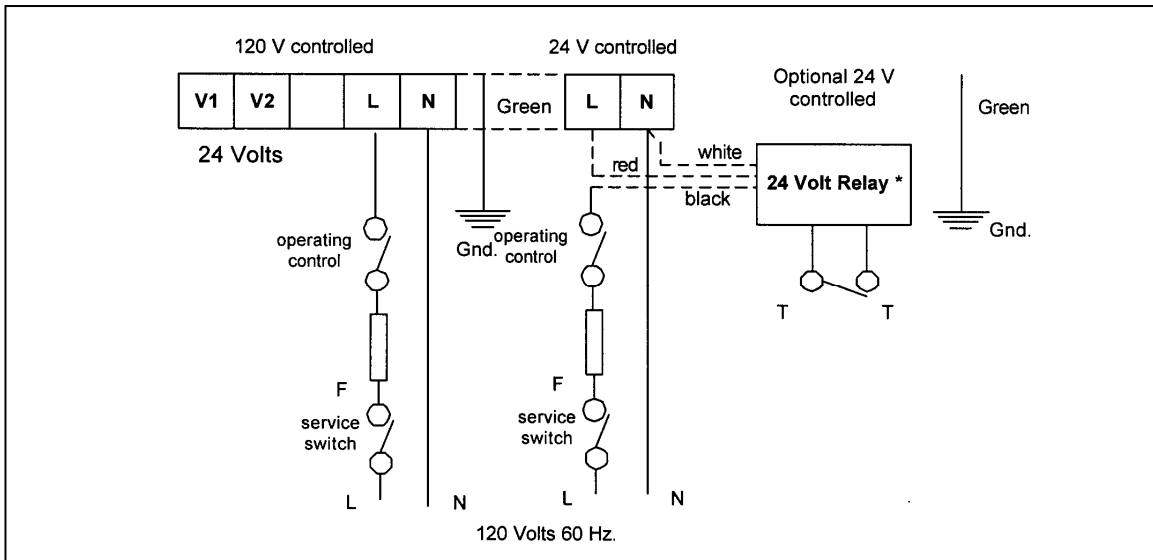 120 V controlled
24 V controlled
Optional 24 V
controlled
V1 V2 L N
Green
L N
Green
24 Volts
white
red
black
24 Volt Relay *
operating
control
Gnd.
operating
control
Gnd.
T T
F
F
service
switch
service
switch
L N
L N
120 Volts 60 Hz.